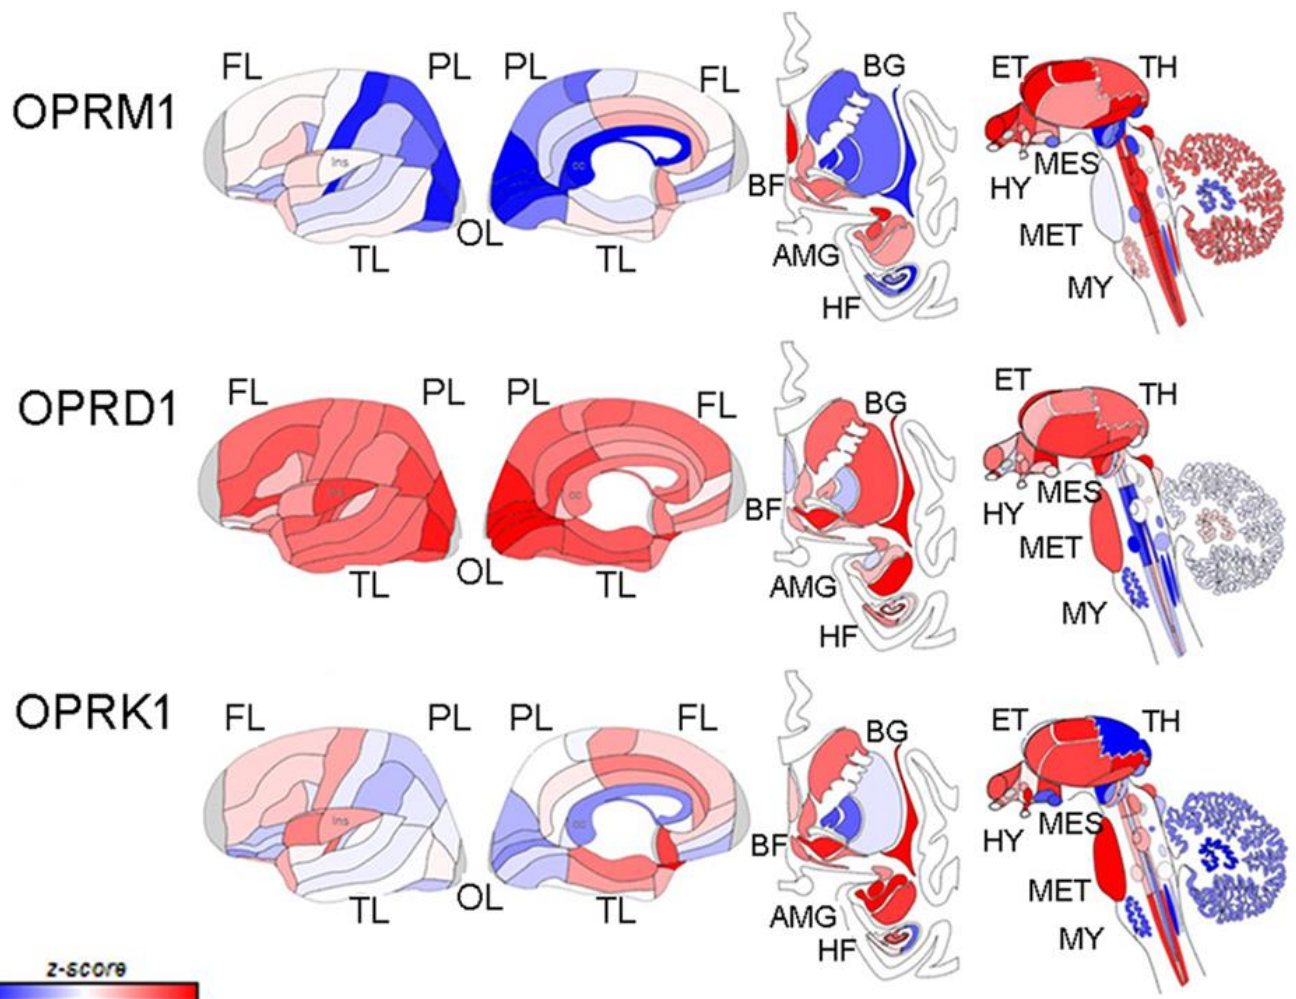 OPRM1
FL PL PL FL BG ET TH
Ins cc BF HY MES
TL OL TL AMG MET
HF MY
OPRD1
FL PL PL FL BG ET TH
cc BF HY MES
TL OL TL AMG MET
HF MY
OPRK1
FL PL PL FL BG ET TH
Ins cc BF HY MES
TL OL TL AMG MET
HF MY
z-score